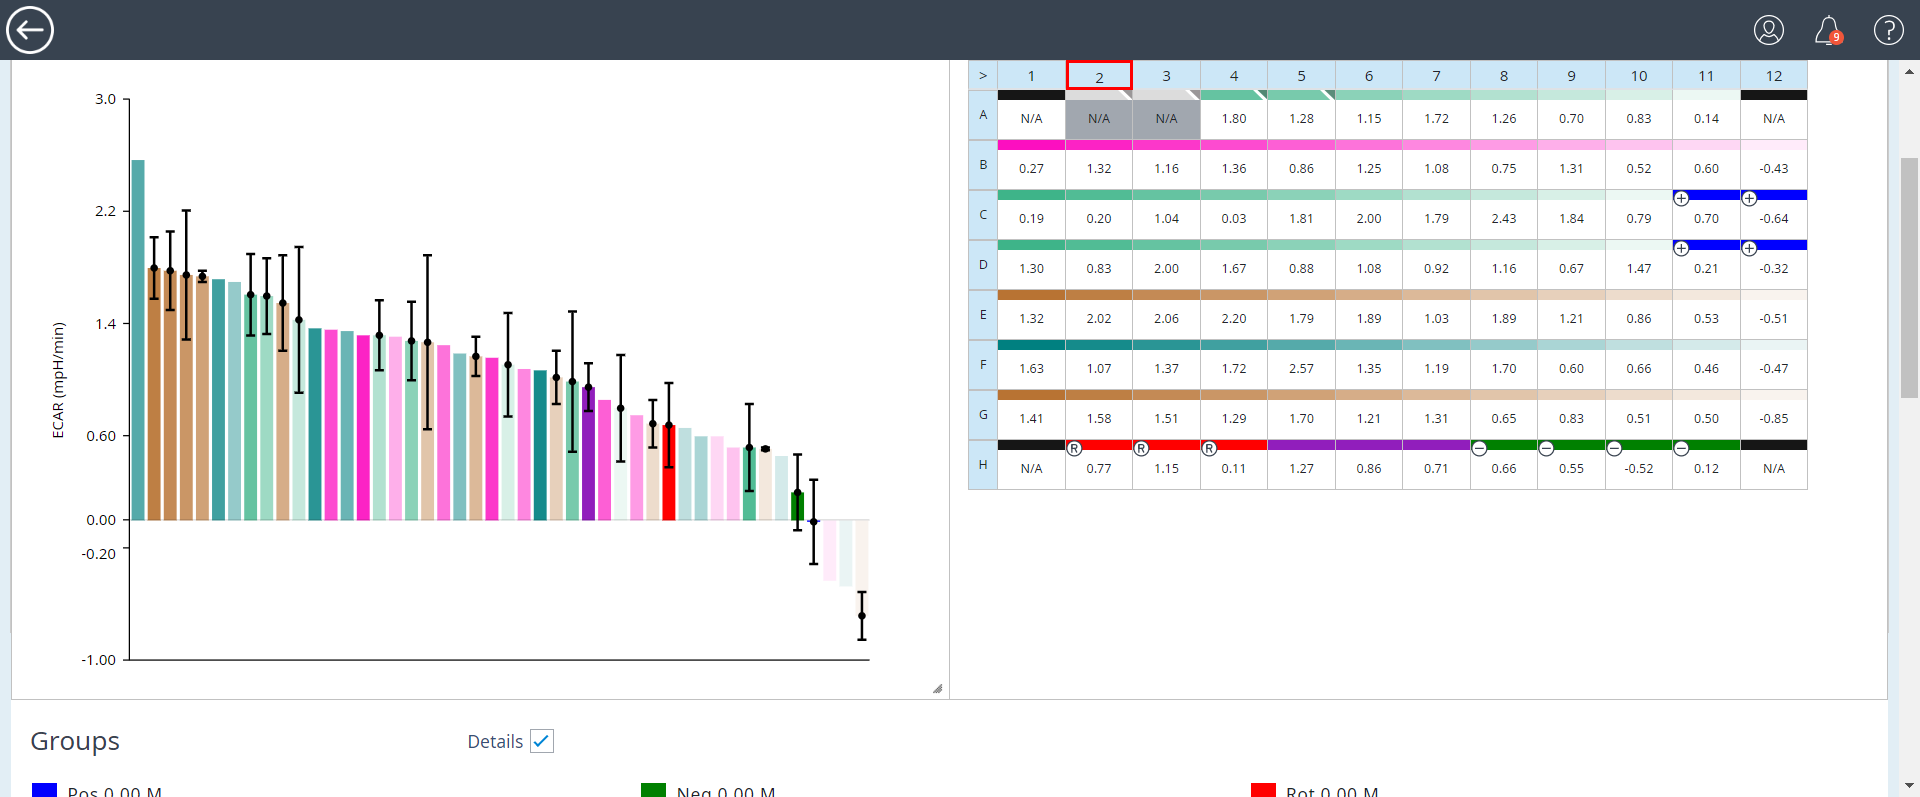 9 ?
3.0
2.2
1.4
0.60
0.00
-0.20
-1.00
ECAR (mpH/min)
> 1 2 3 4 5 6 7 8 9 10 11 12
A N/A N/A N/A 1.80 1.28 1.15 1.72 1.26 0.70 0.83 0.14 N/A
B 0.27 1.32 1.16 1.36 0.86 1.25 1.08 0.75 1.31 0.52 0.60 -0.43
+ +
C 0.19 0.20 1.04 0.03 1.81 2.00 1.79 2.43 1.84 0.79 0.70 -0.64
+ +
D 1.30 0.83 2.00 1.67 0.88 1.08 0.92 1.16 0.67 1.47 0.21 -0.32
E 1.32 2.02 2.06 2.20 1.79 1.89 1.03 1.89 1.21 0.86 0.53 -0.51
F 1.63 1.07 1.37 1.72 2.57 1.35 1.19 1.70 0.60 0.66 0.46 -0.47
G 1.41 1.58 1.51 1.29 1.70 1.21 1.31 0.65 0.83 0.51 0.50 -0.85
R R R − − − −
H N/A 0.77 1.15 0.11 1.27 0.86 0.71 0.66 0.55 -0.52 0.12 N/A
Groups
Details
Pos 0.00 M
Neg 0.00 M
Rot 0.00 M